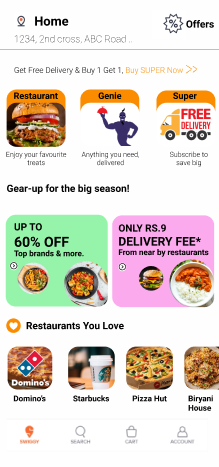 Home
Offers
1234, 2nd cross, ABC Road ..
Get Free Delivery & Buy 1 Get 1, Buy SUPER Now >>
Restaurant
Genie
Super
FREE
DELIVERY
Enjoy your favourite
treats
Anything you need,
delivered
Subscribe to
save big
Gear-up for the big season!
UP TO
60% OFF
Top brands & more.
ONLY RS.9
DELIVERY FEE*
From near by restaurants
Restaurants You Love
Domino's
Domino's
Starbucks
Pizza Hut
Biryani
House
SWIGGY
SEARCH
CART
ACCOUNT